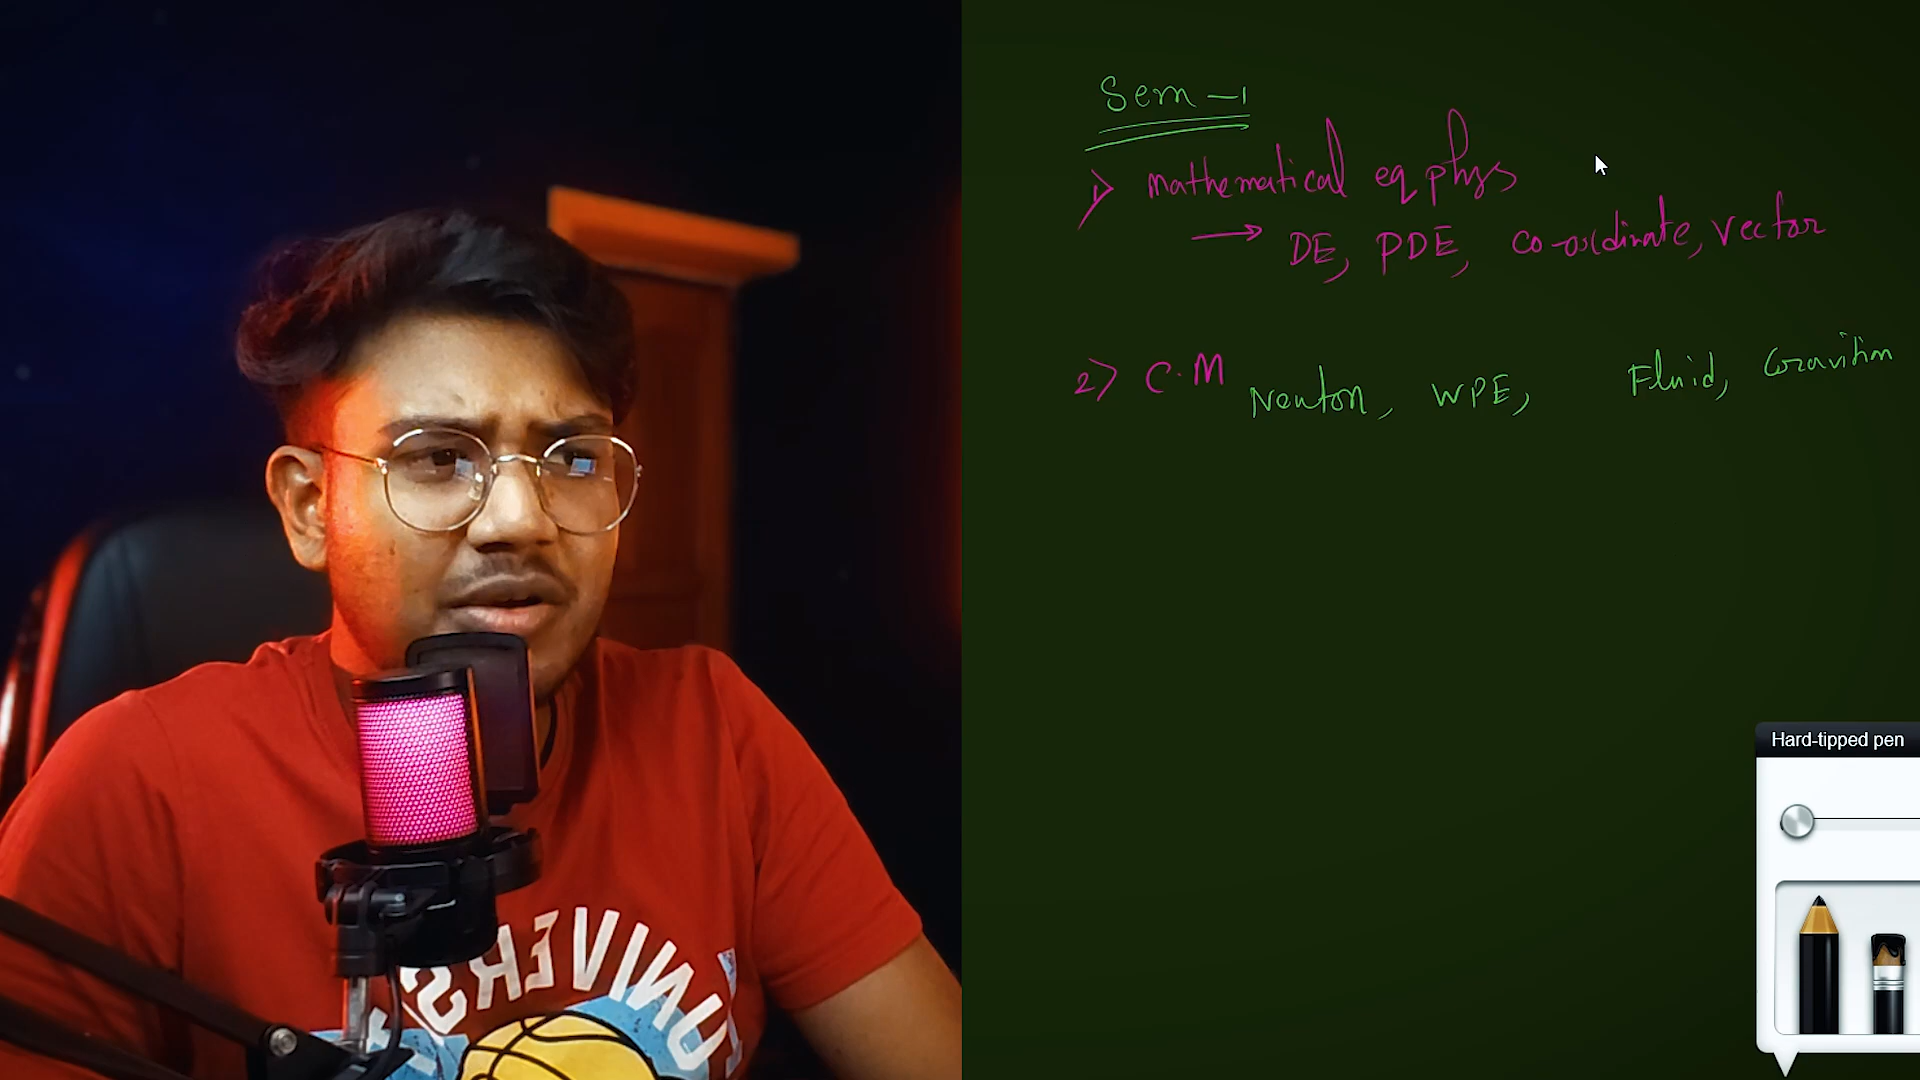 Sem-1
1> mathematical eq phys
→ DE, PDE, co-ordinate, vector
2> C.M Newton, WPE, Fluid, Gravition
Hard-tipped pen
UNIVERS